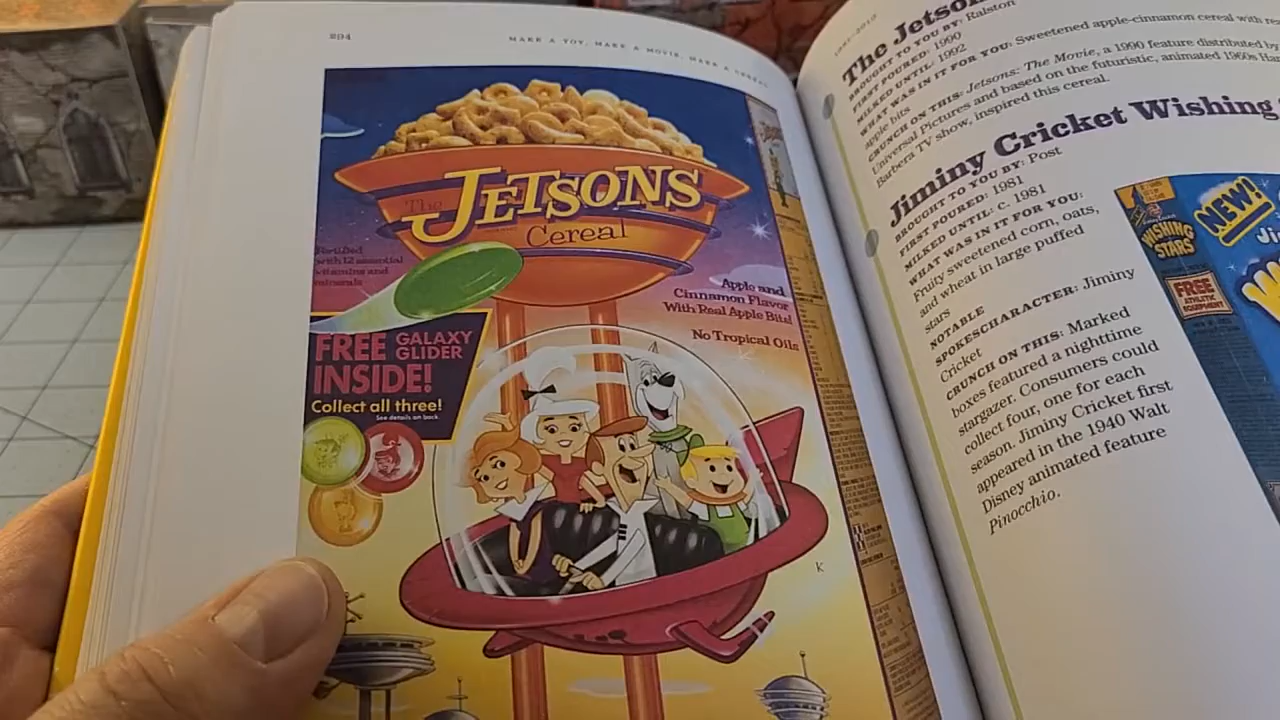 294
MAKE A TOY, MAKE A MOVIE, MAKE A CEREAL
The JETSONS
Cereal
Fortified
with 12 essential
vitamins and
minerals
Apple and
Cinnamon Flavor
With Real Apple Bits!
No Tropical Oils
FREE GALAXY
GLIDER
INSIDE!
Collect all three!
See details on back.
K
The Jetsons
BROUGHT TO YOU BY: Ralston
FIRST POURED: 1990
MILKED UNTIL: 1992
WHAT WAS IN IT FOR YOU: Sweetened apple-cinnamon cereal with
apple bits
CRUNCH ON THIS: Jetsons: The Movie, a 1990 feature distributed by
Universal Pictures and based on the futuristic, animated 1960s
Barbera TV show, inspired this cereal.
Jiminy Cricket Wishing
BROUGHT TO YOU BY: Post
FIRST POURED: 1981
MILKED UNTIL: c. 1981
WHAT WAS IN IT FOR YOU:
Fruity sweetened corn, oats,
and wheat in large puffed
stars
NOTABLE
SPOKESCHARACTER: Jiminy
Cricket
CRUNCH ON THIS: Marked
boxes featured a nighttime
stargazer. Consumers could
collect four, one for each
season. Jiminy Cricket first
appeared in the 1940 Walt
Disney animated feature
Pinocchio.
WISHING
STARS
NEW!
FREE
ATHLETIC
EQUIPMENT